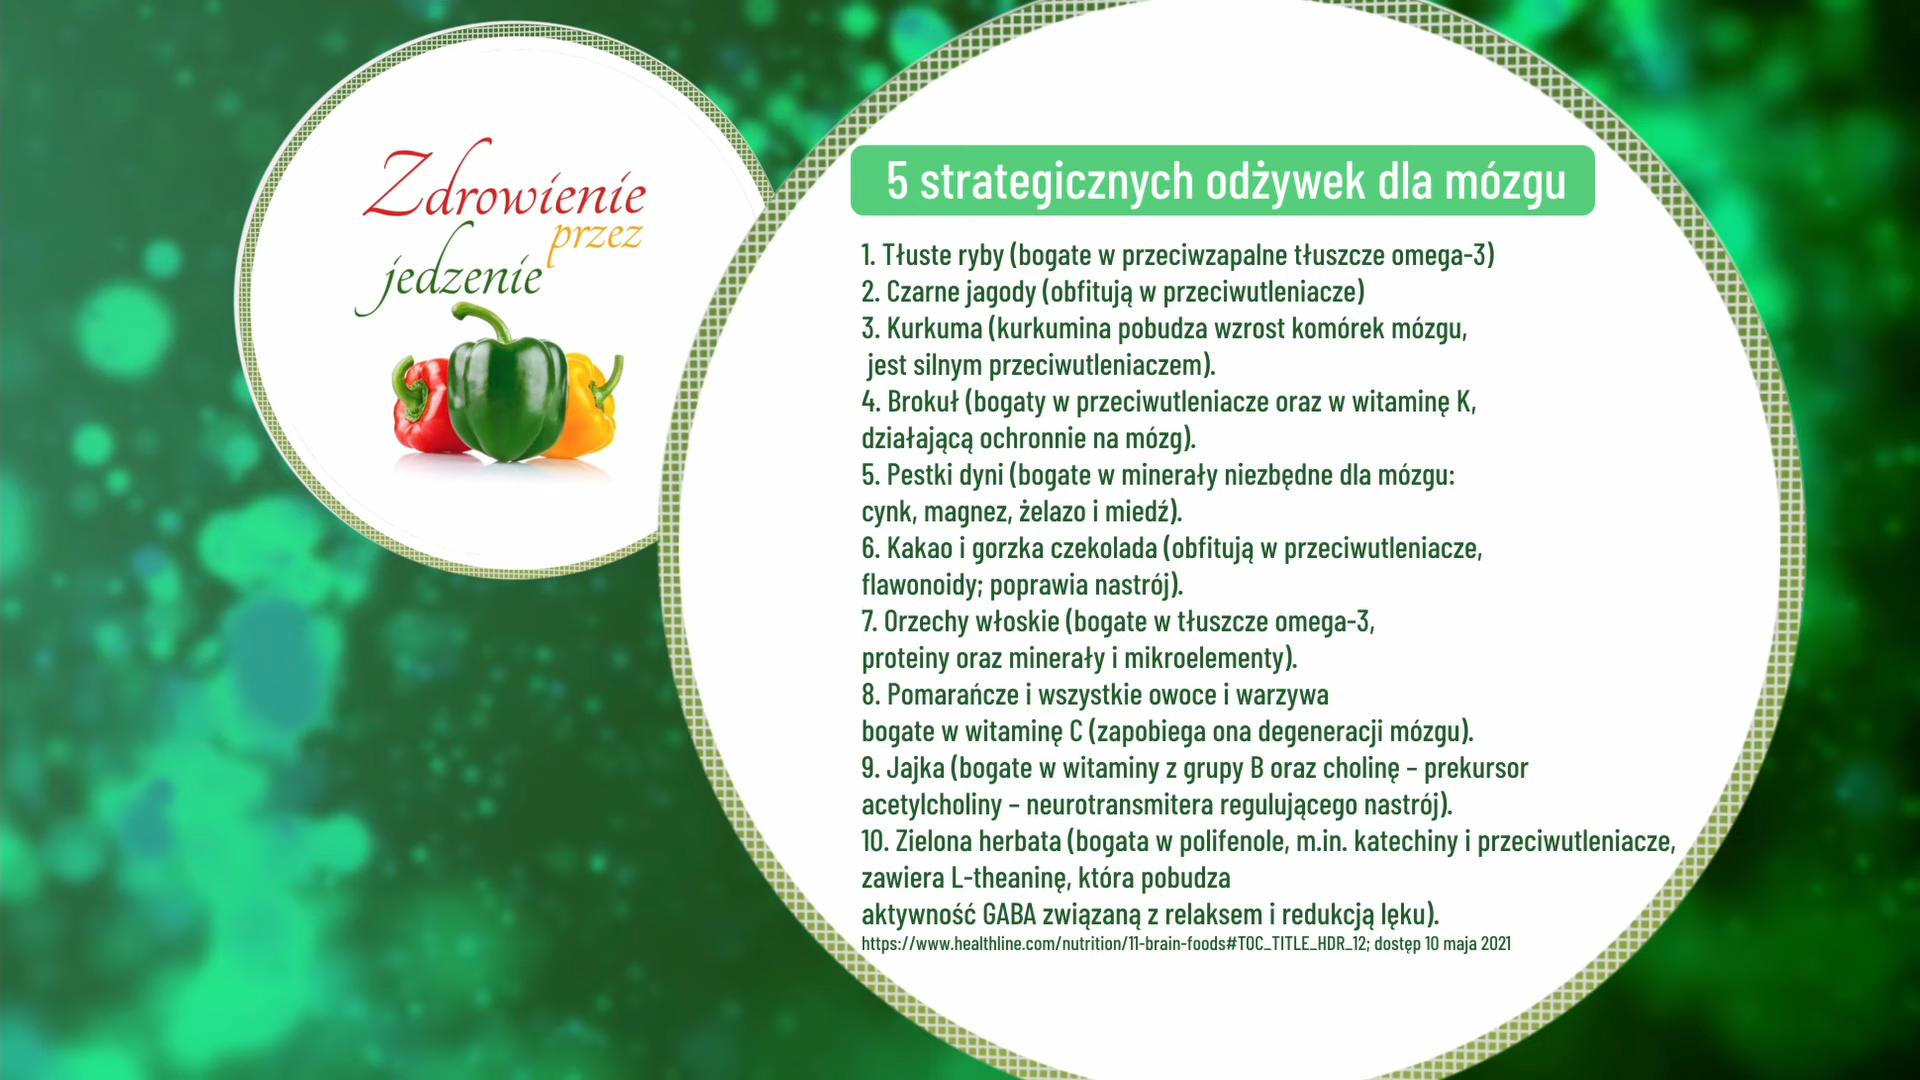 Zdrowienie
przez
jedzenie
5 strategicznych odżywek dla mózgu
1. Tłuste ryby (bogate w przeciwzapalne tłuszcze omega-3)
2. Czarne jagody (obfitują w przeciwutleniacze)
3. Kurkuma (kurkumina pobudza wzrost komórek mózgu,
jest silnym przeciwutleniaczem).
4. Brokuł (bogaty w przeciwutleniacze oraz w witaminę K,
działającą ochronnie na mózg).
5. Pestki dyni (bogate w minerały niezbędne dla mózgu:
cynk, magnez, żelazo i miedź).
6. Kakao i gorzka czekolada (obfitują w przeciwutleniacze,
flawonoidy; poprawia nastrój).
7. Orzechy włoskie (bogate w tłuszcze omega-3,
proteiny oraz minerały i mikroelementy).
8. Pomarańcze i wszystkie owoce i warzywa
bogate w witaminę C (zapobiega ona degeneracji mózgu).
9. Jajka (bogate w witaminy z grupy B oraz cholinę – prekursor
acetylcholiny – neurotransmitera regulującego nastrój).
10. Zielona herbata (bogata w polifenole, m.in. katechiny i przeciwutleniacze,
zawiera L-theaninę, która pobudza
aktywność GABA związaną z relaksem i redukcją lęku).
https://www.healthline.com/nutrition/11-brain-foods#TOC_TITLE_HDR_12; dostęp 10 maja 2021